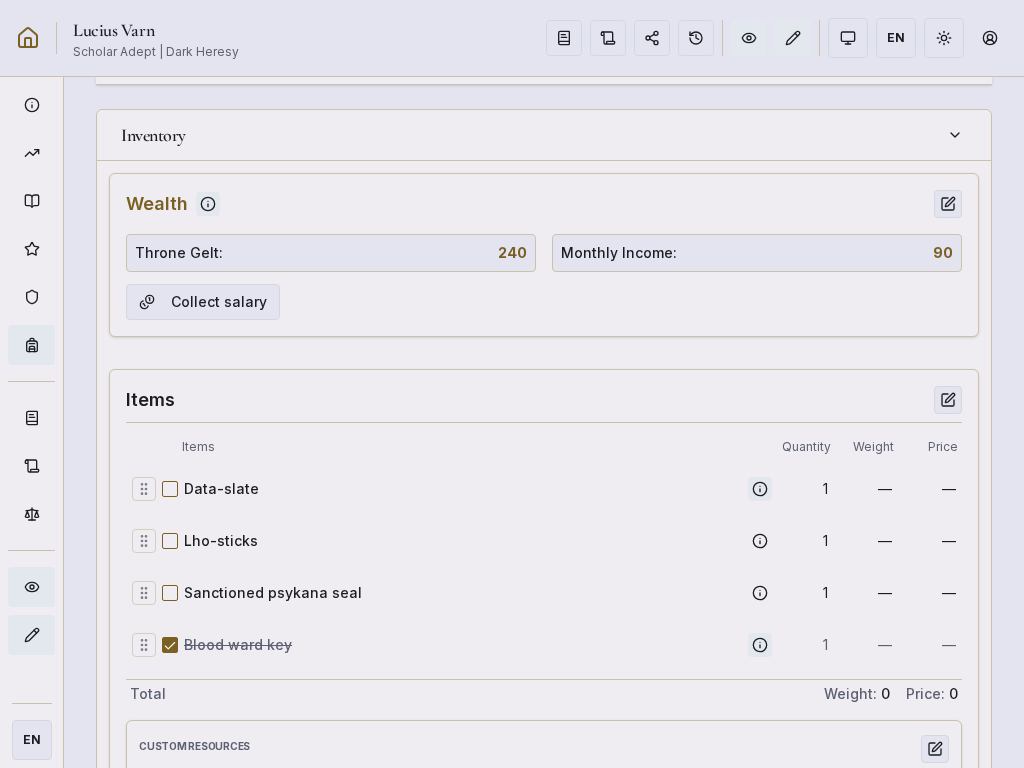 Lucius Varn
Scholar Adept | Dark Heresy
EN
Inventory
Wealth
Throne Gelt: 240
Monthly Income: 90
Collect salary
Items
Items Quantity Weight Price
Data-slate 1 — —
Lho-sticks 1 — —
Sanctioned psykana seal 1 — —
Blood ward key 1 — —
Total Weight: 0 Price: 0
CUSTOM RESOURCES
EN